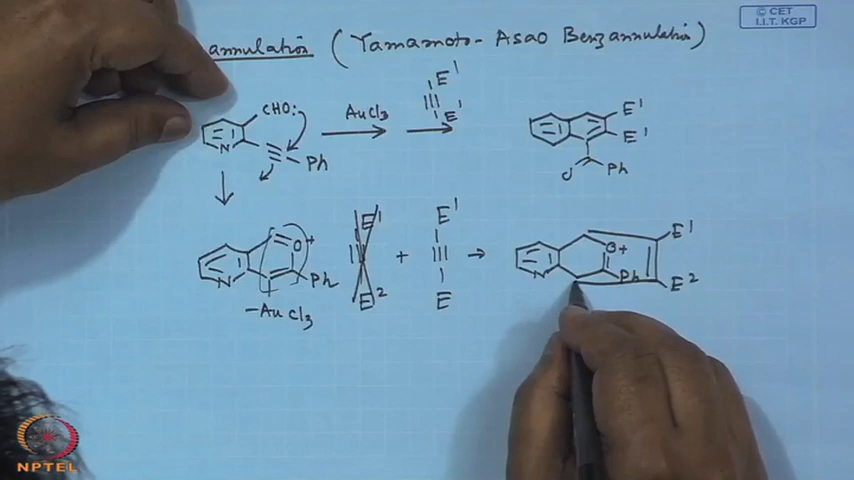 © CET
I.I.T. KGP
annulation (Yamamoto-Asao Benzannulation)
CHO:
AuCl3
E'
E'
N
Ph
E'
E'
O
Ph
O+
N
Ph
-AuCl3
E'
E2
+
E'
E
O+
N
Ph
E'
E2
NPTEL